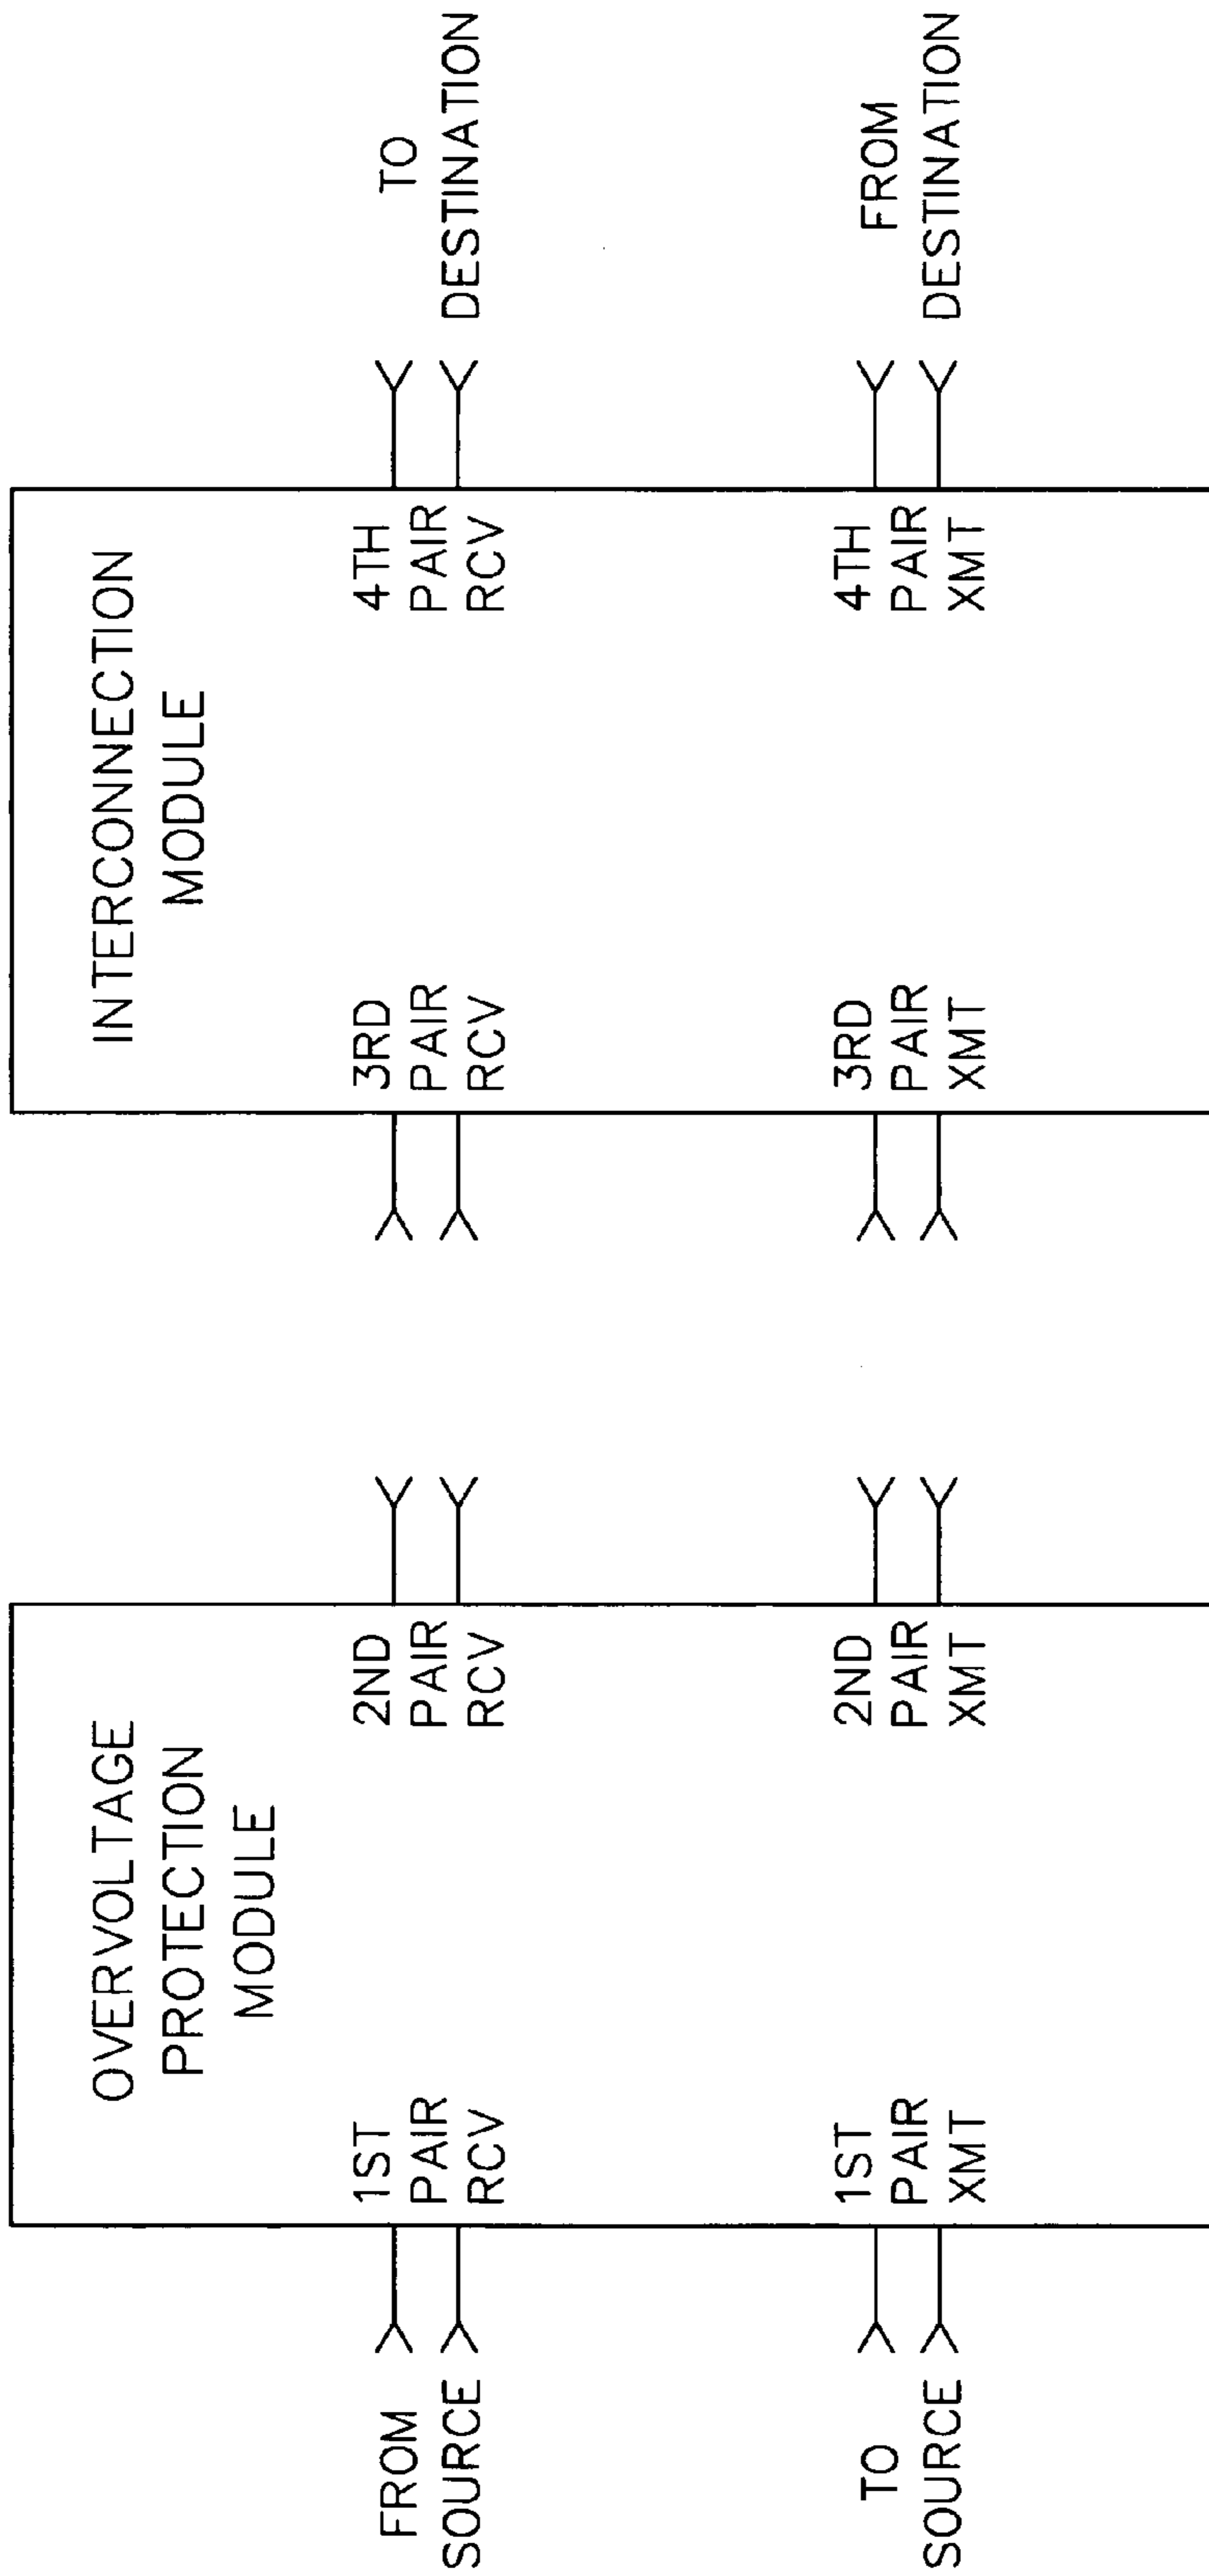 OVERVOLTAGE
PROTECTION
MODULE
FROM
SOURCE
1ST
PAIR
RCV
2ND
PAIR
RCV
TO
SOURCE
1ST
PAIR
XMT
2ND
PAIR
XMT
INTERCONNECTION
MODULE
3RD
PAIR
RCV
4TH
PAIR
RCV
TO
DESTINATION
3RD
PAIR
XMT
4TH
PAIR
XMT
FROM
DESTINATION